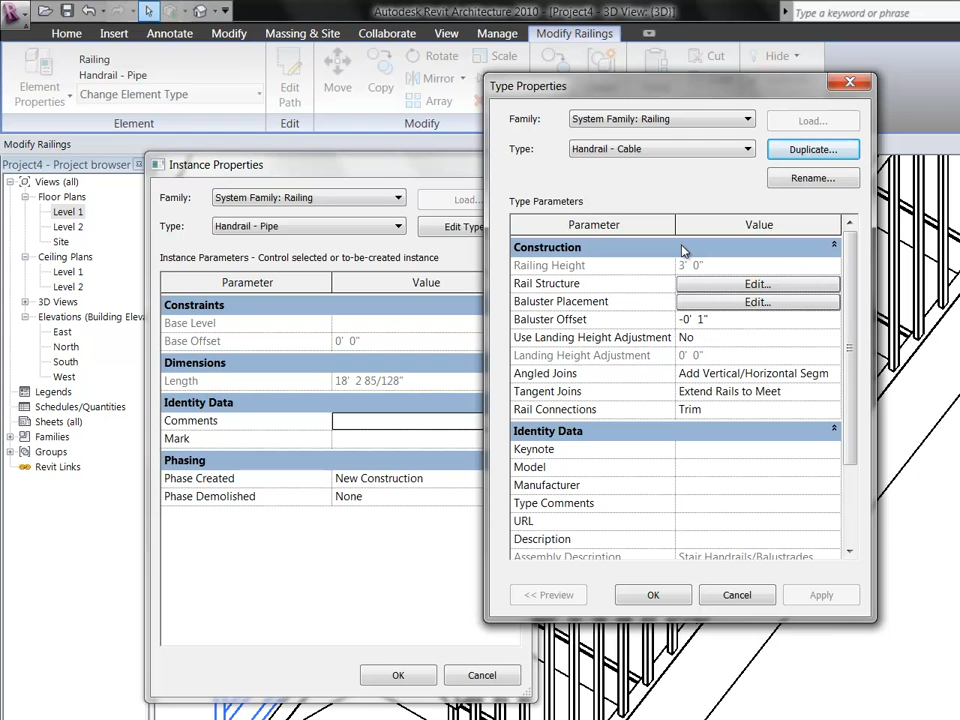 Autodesk Revit Architecture 2010 - Project4 - 3D View: {3D}
Type a keyword or phrase
Home Insert Annotate Modify Massing & Site Collaborate View Manage Modify Railings
Railing
Handrail - Pipe
Change Element Type
Element
Properties
Edit
Path
Move
Copy
Rotate
Mirror
Array
Scale
Cut
Hide
Element
Edit
Modify
Modify Railings
Project4 - Project browser
Views (all)
Floor Plans
Level 1
Level 2
Site
Ceiling Plans
Level 1
Level 2
3D Views
Elevations (Building Eleva
East
North
South
West
Legends
Schedules/Quantities
Sheets (all)
Families
Groups
Revit Links
Instance Properties
Family: System Family: Railing Load...
Type: Handrail - Pipe Edit Type
Instance Parameters - Control selected or to-be-created instance
Parameter Value
Constraints
Base Level
Base Offset 0' 0"
Dimensions
Length 18' 2 85/128"
Identity Data
Comments
Mark
Phasing
Phase Created New Construction
Phase Demolished None
OK Cancel
Type Properties
Family: System Family: Railing Load...
Type: Handrail - Cable Duplicate...
Rename...
Type Parameters
Parameter Value
Construction
Railing Height 3' 0"
Rail Structure Edit...
Baluster Placement Edit...
Baluster Offset -0' 1"
Use Landing Height Adjustment No
Landing Height Adjustment 0' 0"
Angled Joins Add Vertical/Horizontal Segm
Tangent Joins Extend Rails to Meet
Rail Connections Trim
Identity Data
Keynote
Model
Manufacturer
Type Comments
URL
Description
Assembly Description Stair Handrails/Balustrades
<< Preview OK Cancel Apply